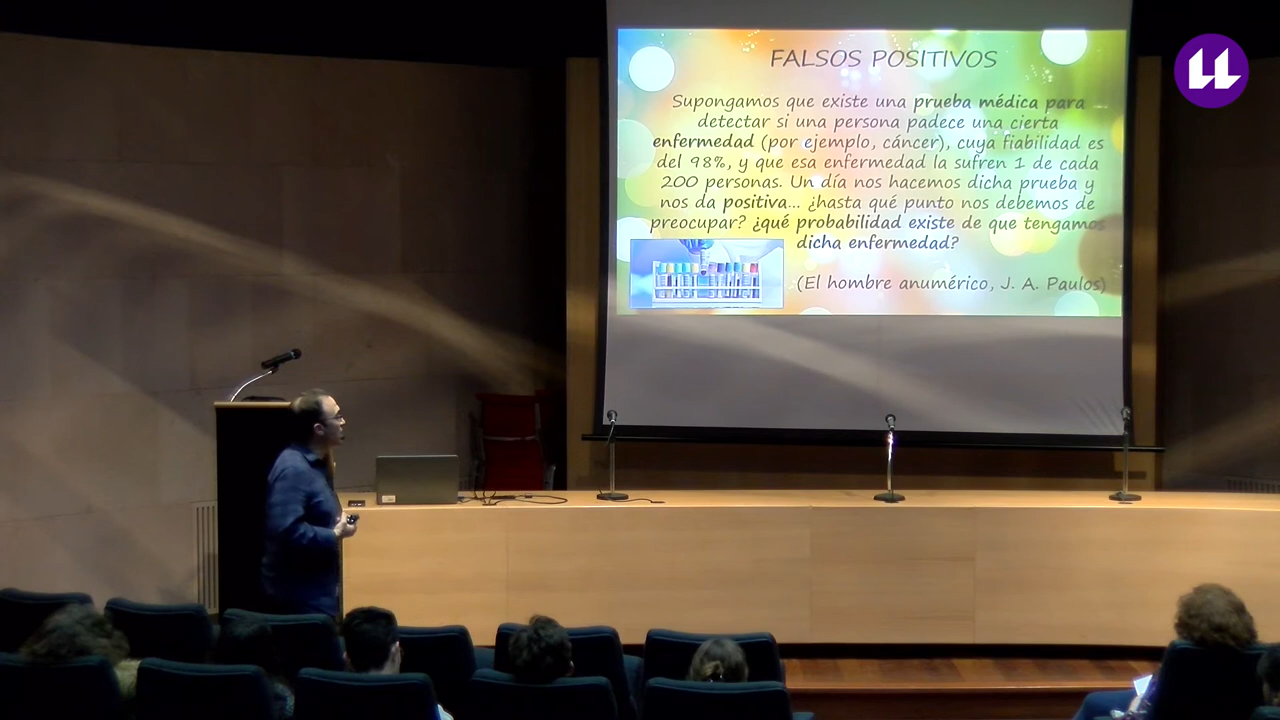 FALSOS POSITIVOS
Supongamos que existe una prueba médica para
detectar si una persona padece una cierta
enfermedad (por ejemplo, cáncer), cuya fiabilidad es
del 98%, y que esa enfermedad la sufren 1 de cada
200 personas. Un día nos hacemos dicha prueba y
nos da positiva... ¿hasta qué punto nos debemos de
preocupar? ¿qué probabilidad existe de que tengamos
dicha enfermedad?
(El hombre anumérico, J. A. Paulos)